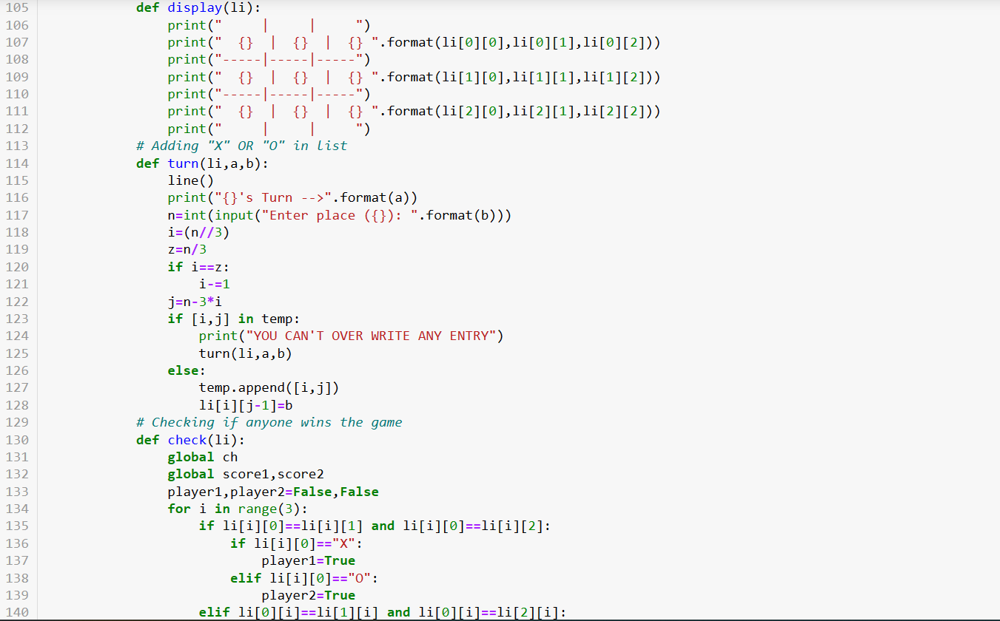 105             def display(li):
106                 print("     |     |     ")
107                 print("  {}  |  {}  |  {} ".format(li[0][0],li[0][1],li[0][2]))
108                 print("-----|-----|-----")
109                 print("  {}  |  {}  |  {} ".format(li[1][0],li[1][1],li[1][2]))
110                 print("-----|-----|-----")
111                 print("  {}  |  {}  |  {} ".format(li[2][0],li[2][1],li[2][2]))
112                 print("     |     |     ")
113             # Adding "X" OR "O" in list
114             def turn(li,a,b):
115                 line()
116                 print("{}'s Turn -->".format(a))
117                 n=int(input("Enter place ({}): ".format(b)))
118                 i=(n//3)
119                 z=n/3
120                 if i==z:
121                     i-=1
122                 j=n-3*i
123                 if [i,j] in temp:
124                     print("YOU CAN'T OVER WRITE ANY ENTRY")
125                     turn(li,a,b)
126                 else:
127                     temp.append([i,j])
128                     li[i][j-1]=b
129             # Checking if anyone wins the game
130             def check(li):
131                 global ch
132                 global score1,score2
133                 player1,player2=False,False
134                 for i in range(3):
135                     if li[i][0]==li[i][1] and li[i][0]==li[i][2]:
136                         if li[i][0]=="X":
137                             player1=True
138                         elif li[i][0]=="O":
139                             player2=True
140                     elif li[0][i]==li[1][i] and li[0][i]==li[2][i]: